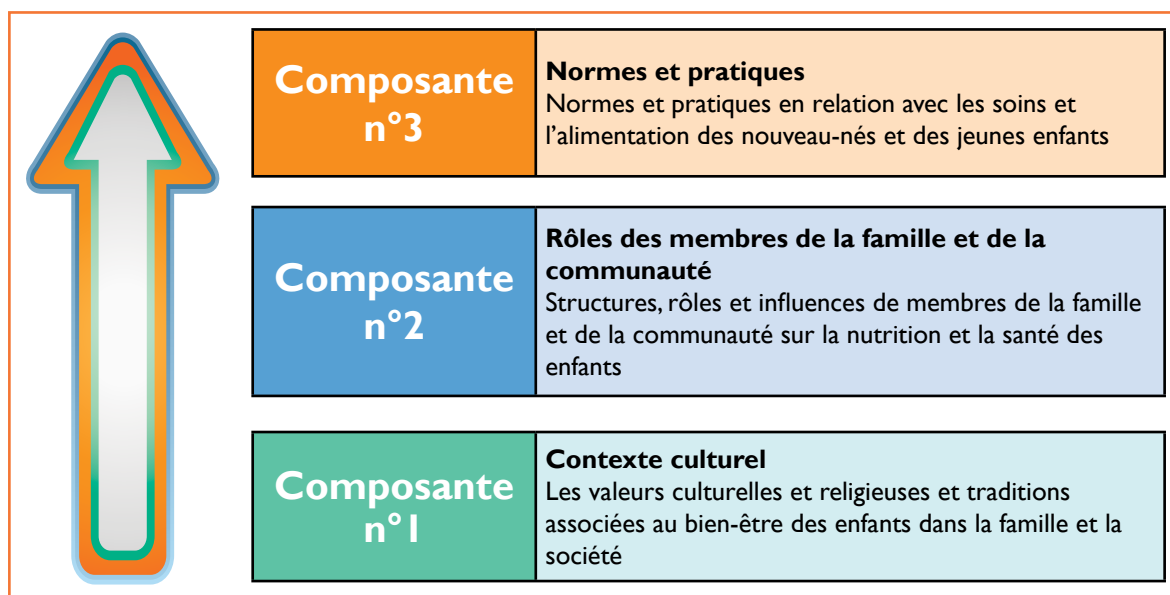 Composante
n°3
Normes et pratiques
Normes et pratiques en relation avec les soins et
l’alimentation des nouveau-nés et des jeunes enfants
Composante
n°2
Rôles des membres de la famille et de la
communauté
Structures, rôles et influences de membres de la famille
et de la communauté sur la nutrition et la santé des
enfants
Composante
n°1
Contexte culturel
Les valeurs culturelles et religieuses et traditions
associées au bien-être des enfants dans la famille et la
société